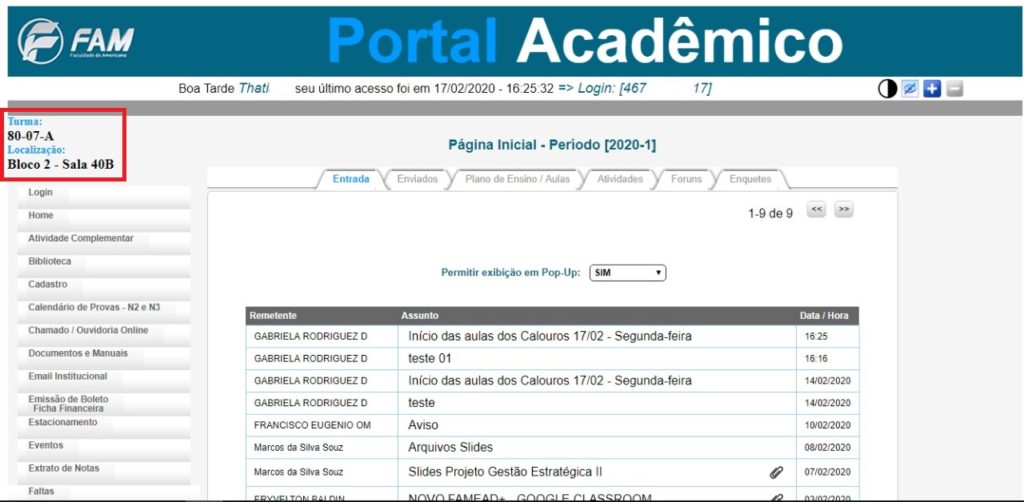 FAM
Faculdade de Americana
Portal Acadêmico
Boa Tarde Thati seu último acesso foi em 17/02/2020 - 16:25:32 => Login: [467 17]
Turma:
80-07-A
Localização:
Bloco 2 - Sala 40B
Login
Home
Atividade Complementar
Biblioteca
Cadastro
Calendário de Provas - N2 e N3
Chamado / Ouvidoria Online
Documentos e Manuais
Email Institucional
Emissão de Boleto
Ficha Financeira
Estacionamento
Eventos
Extrato de Notas
Faltas
Página Inicial - Período [2020-1]
Entrada Enviados Plano de Ensino / Aulas Atividades Foruns Enquetes
1-9 de 9 << >>
Permitir exibição em Pop-Up: SIM
Remetente Assunto Data / Hora
GABRIELA RODRIGUEZ D Início das aulas dos Calouros 17/02 - Segunda-feira 16:25
GABRIELA RODRIGUEZ D teste 01 16:16
GABRIELA RODRIGUEZ D Início das aulas dos Calouros 17/02 - Segunda-feira 14/02/2020
GABRIELA RODRIGUEZ D teste 14/02/2020
FRANCISCO EUGENIO OM Aviso 10/02/2020
Marcos da Silva Souz Arquivos Slides 08/02/2020
Marcos da Silva Souz Slides Projeto Gestão Estratégica II 07/02/2020
ERYVELTON BALDIN NOVO FAMEAD+ - GOOGLE CLASSROOM 03/02/2020